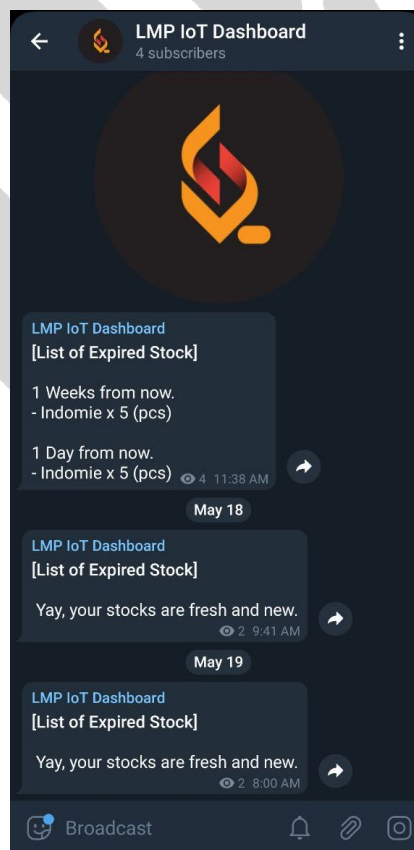 LMP IoT Dashboard
4 subscribers
LMP IoT Dashboard
[List of Expired Stock]
1 Weeks from now.
- Indomie x 5 (pcs)
1 Day from now.
- Indomie x 5 (pcs) 4 11:38 AM
May 18
LMP IoT Dashboard
[List of Expired Stock]
Yay, your stocks are fresh and new.
2 9:41 AM
May 19
LMP IoT Dashboard
[List of Expired Stock]
Yay, your stocks are fresh and new.
2 8:00 AM
Broadcast